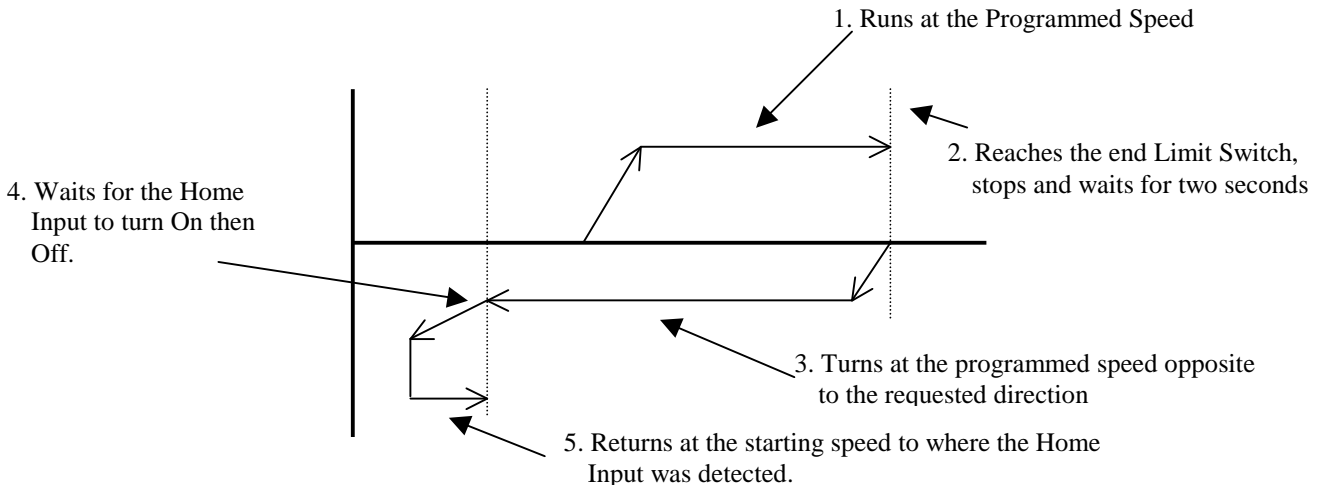 1. Runs at the Programmed Speed
2. Reaches the end Limit Switch,
stops and waits for two seconds
4. Waits for the Home
Input to turn On then
Off.
3. Turns at the programmed speed opposite
to the requested direction
5. Returns at the starting speed to where the Home
Input was detected.